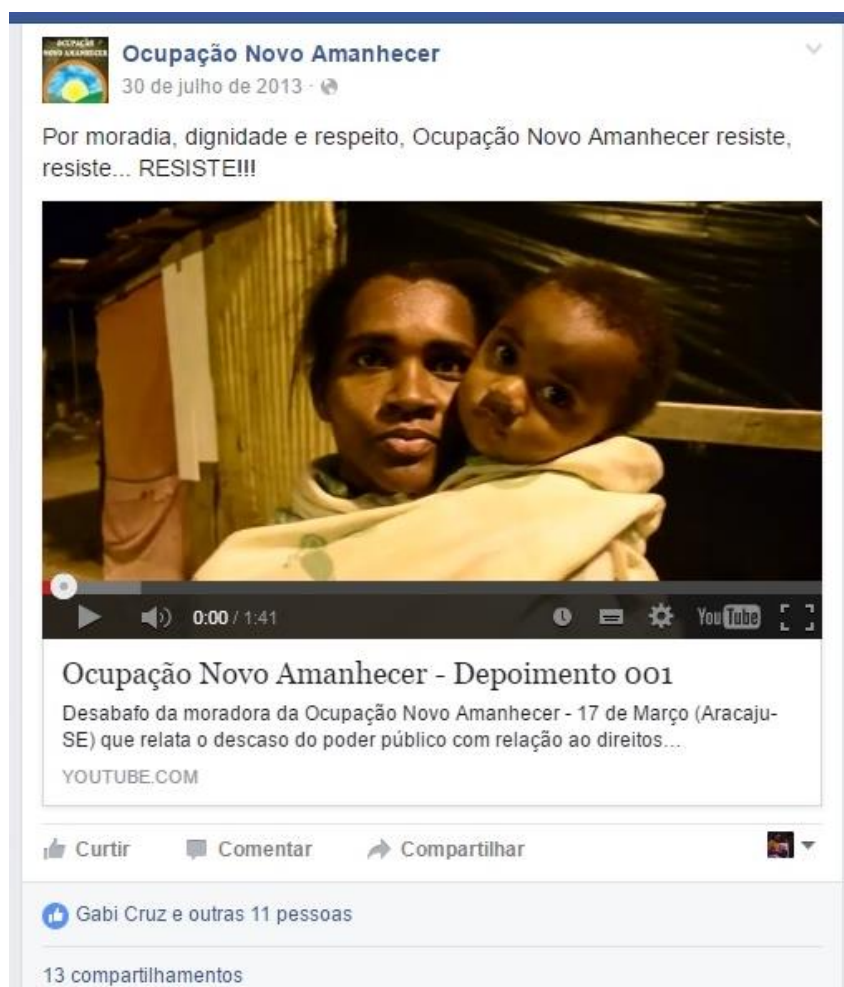 OCUPAÇÃO
NOVO AMANHECER
Ocupação Novo Amanhecer
30 de julho de 2013 ·
Por moradia, dignidade e respeito, Ocupação Novo Amanhecer resiste,
resiste... RESISTE!!!
0:00 / 1:41
YouTube
Ocupação Novo Amanhecer - Depoimento 001
Desabafo da moradora da Ocupação Novo Amanhecer - 17 de Março (Aracaju-
SE) que relata o descaso do poder público com relação ao direitos...
YOUTUBE.COM
Curtir Comentar Compartilhar
Gabi Cruz e outras 11 pessoas
13 compartilhamentos